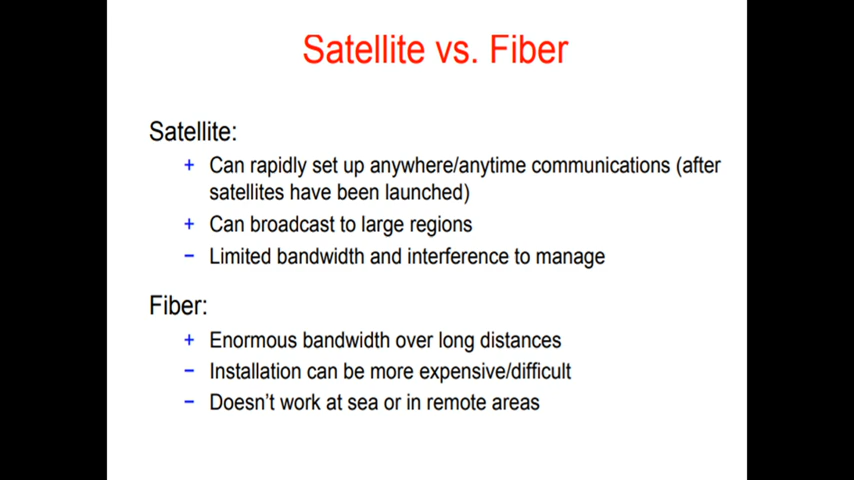 Satellite vs. Fiber
Satellite:
+ Can rapidly set up anywhere/anytime communications (after
satellites have been launched)
+ Can broadcast to large regions
− Limited bandwidth and interference to manage
Fiber:
+ Enormous bandwidth over long distances
− Installation can be more expensive/difficult
− Doesn't work at sea or in remote areas